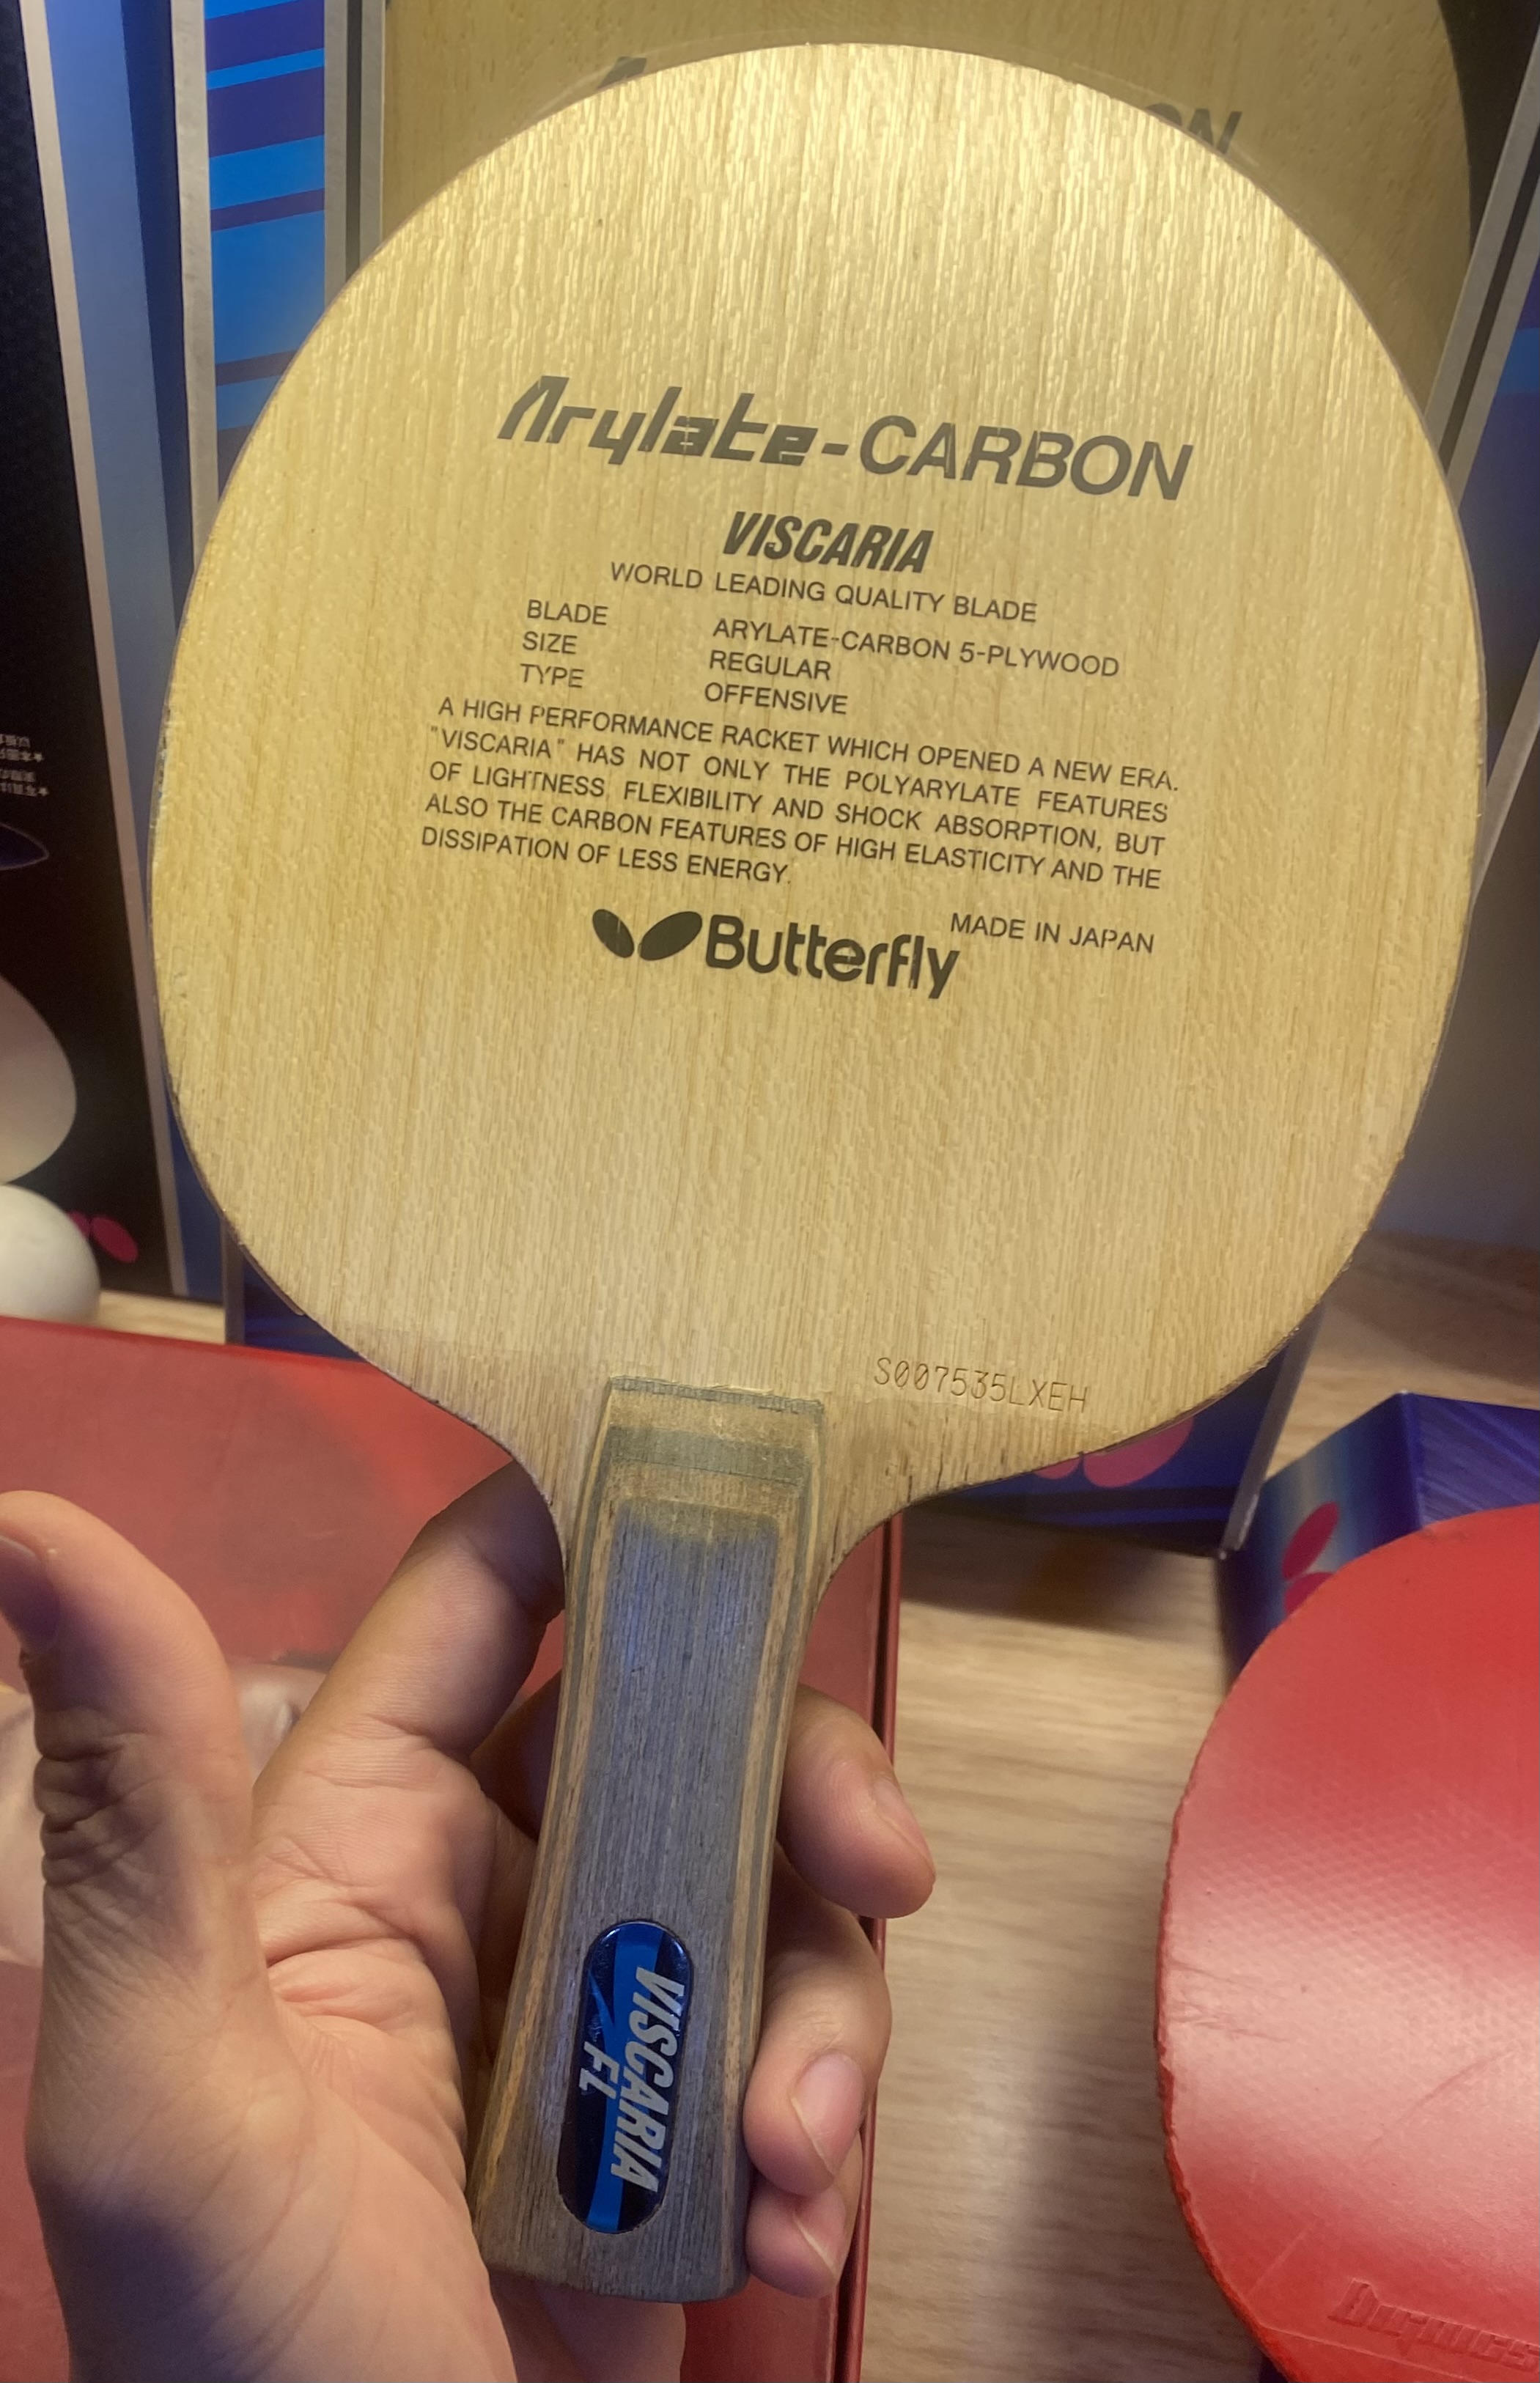 ON
Arylate-CARBON
VISCARIA
WORLD LEADING QUALITY BLADE
BLADE ARYLATE-CARBON 5-PLYWOOD
SIZE REGULAR
TYPE OFFENSIVE
A HIGH PERFORMANCE RACKET WHICH OPENED A NEW ERA.
"VISCARIA" HAS NOT ONLY THE POLYARYLATE FEATURES
OF LIGHTNESS, FLEXIBILITY AND SHOCK ABSORPTION, BUT
ALSO THE CARBON FEATURES OF HIGH ELASTICITY AND THE
DISSIPATION OF LESS ENERGY.
MADE IN JAPAN
Butterfly
S007535LXEH
VISCARIA
FL